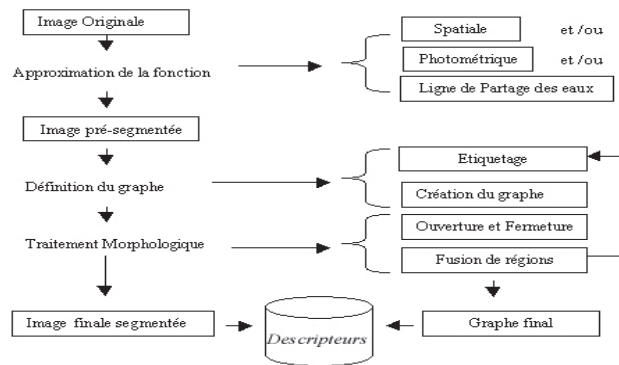 Image Originale
Spatiale et /ou
Approximation de la fonction
Photométrique et/ou
Ligne de Partage des eaux
Image pré-segmentée
Etiquetage
Définition du graphe
Création du graphe
Ouverture et Fermeture
Traitement Morphologique
Fusion de régions
Image finale segmentée
Descripteurs
Graphe final